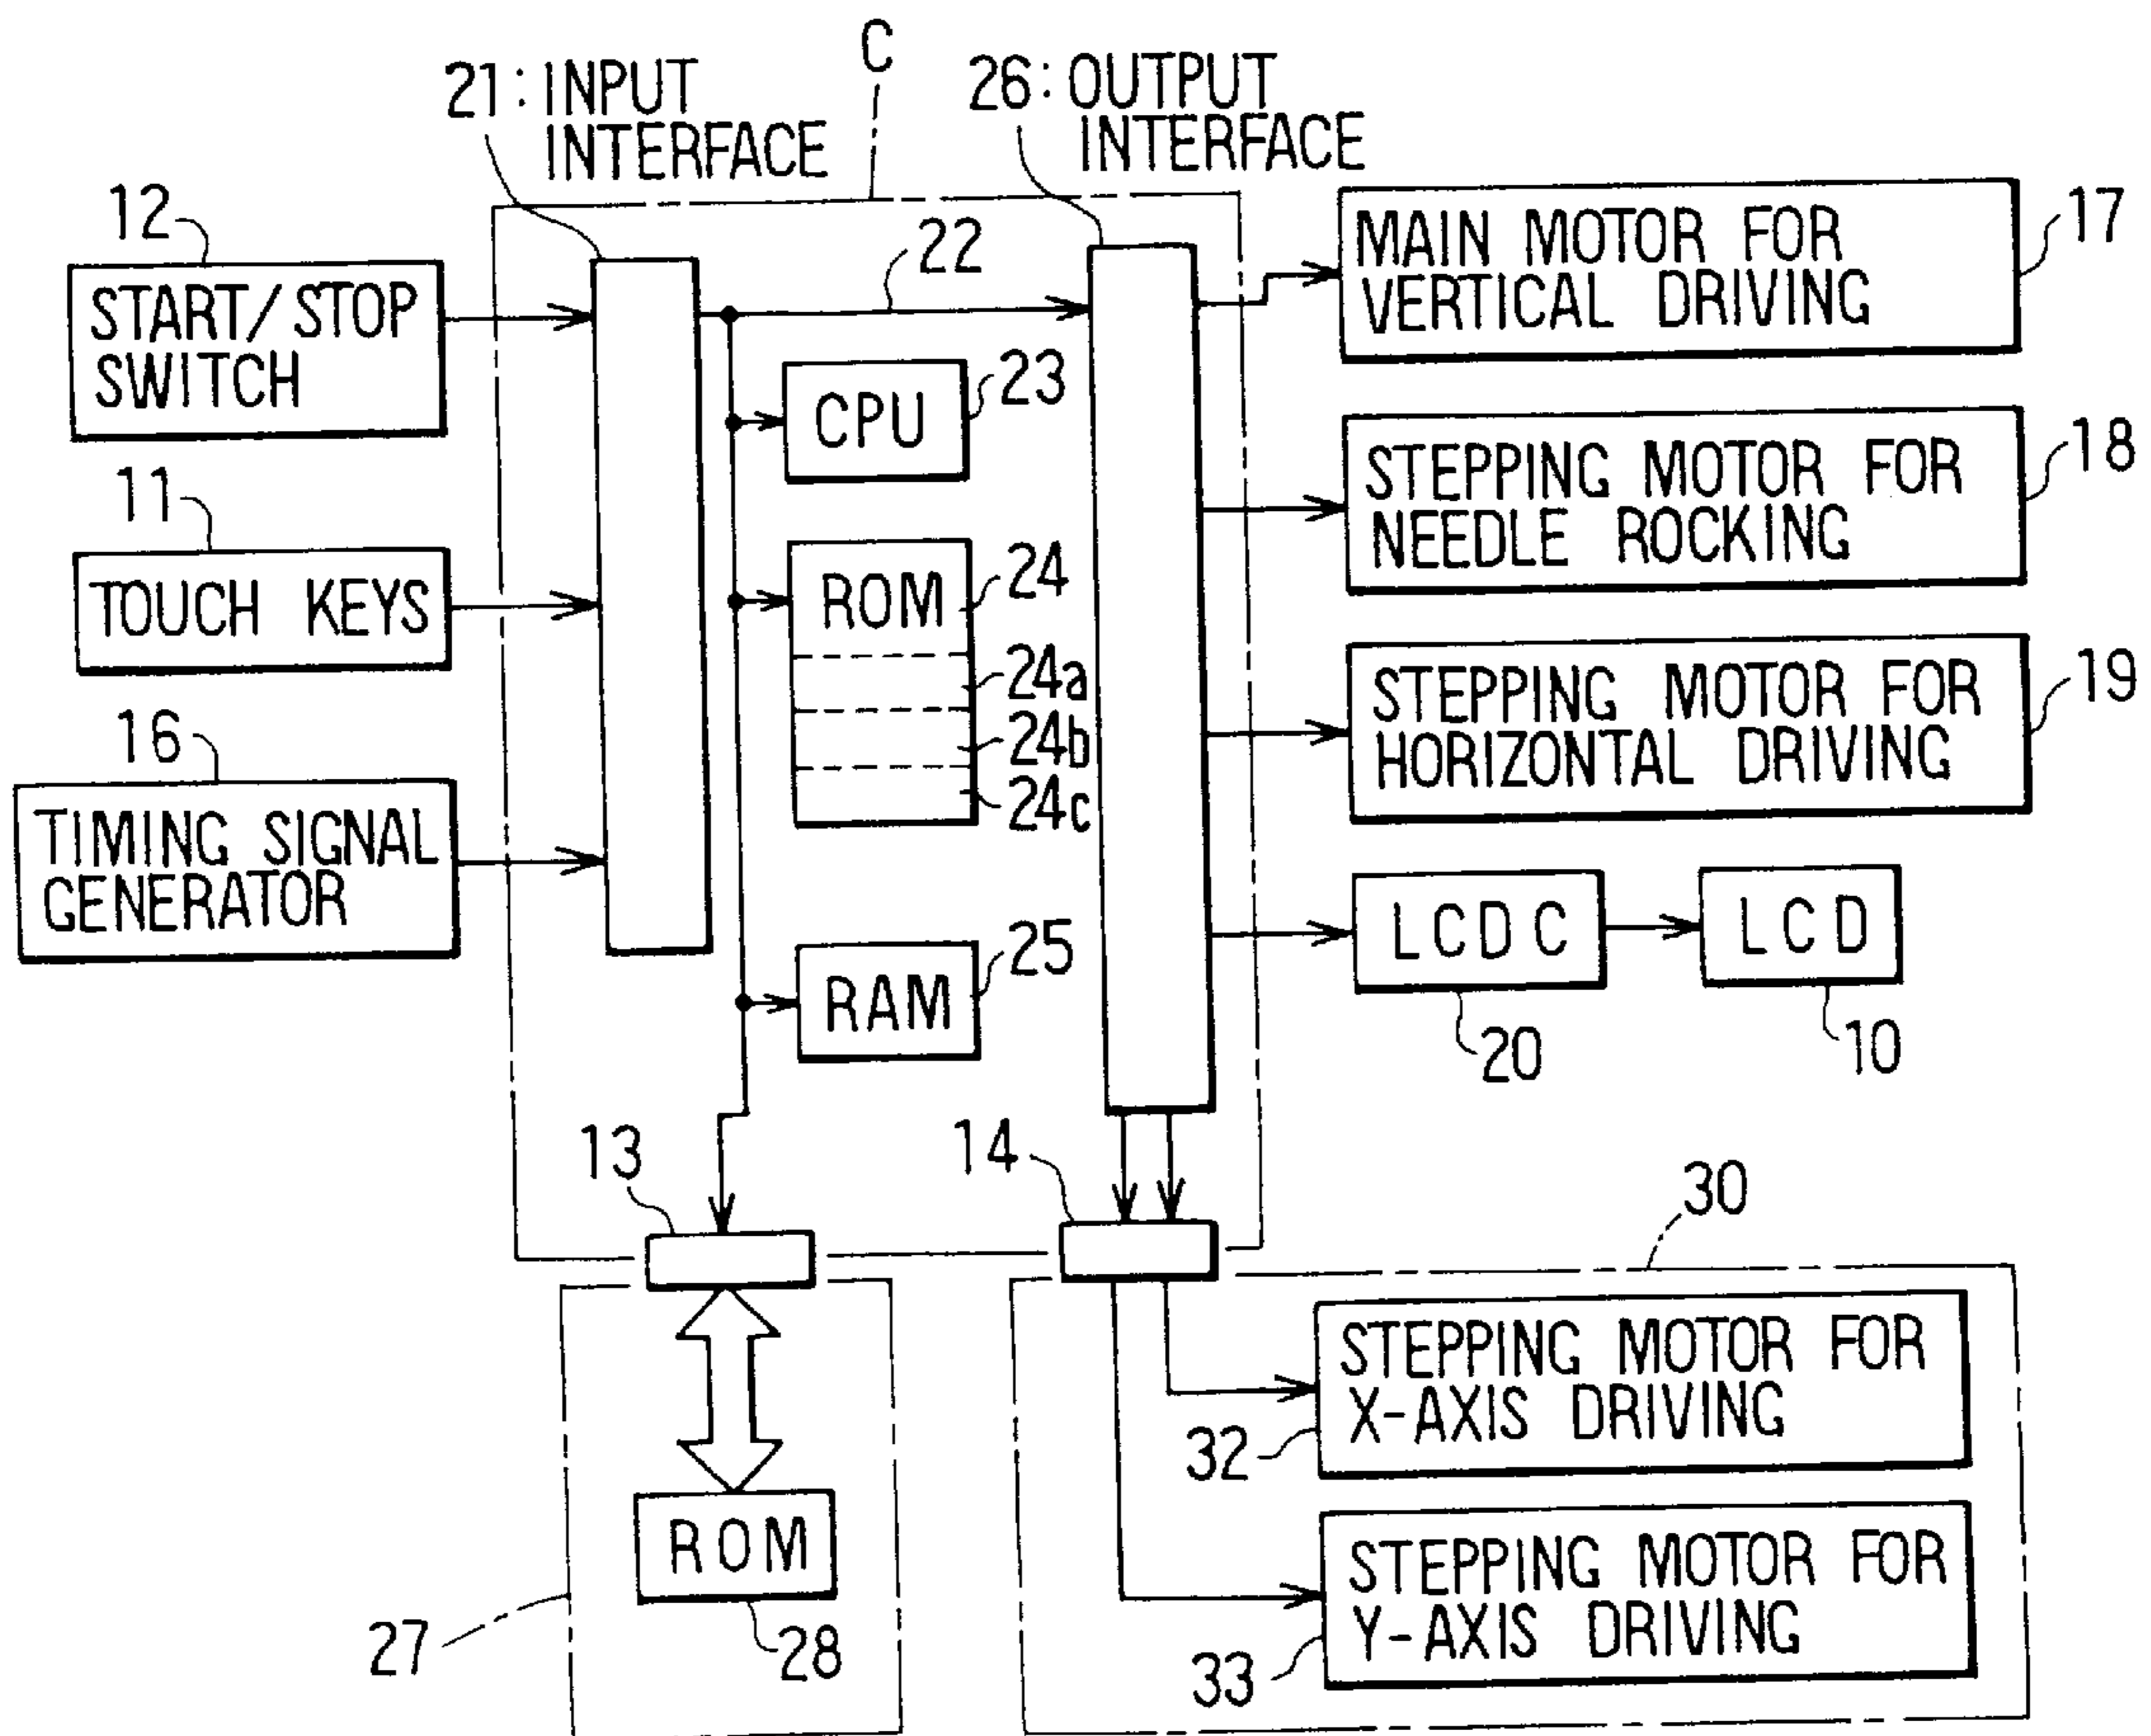 C
21: INPUT
INTERFACE
26: OUTPUT
INTERFACE
12
START/STOP
SWITCH
22
MAIN MOTOR FOR
VERTICAL DRIVING
17
CPU
23
11
TOUCH KEYS
STEPPING MOTOR FOR
NEEDLE ROCKING
18
ROM
24
24a
24b
24c
STEPPING MOTOR FOR
HORIZONTAL DRIVING
19
16
TIMING SIGNAL
GENERATOR
RAM
25
LCDC
20
LCD
10
13
14
30
STEPPING MOTOR FOR
X-AXIS DRIVING
32
ROM
28
27
STEPPING MOTOR FOR
Y-AXIS DRIVING
33